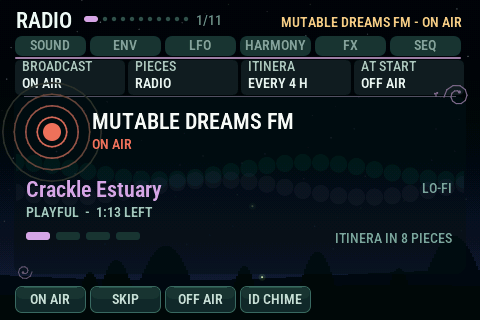 RADIO 1/11 MUTABLE DREAMS FM - ON AIR
SOUND ENV LFO HARMONY FX SEQ
BROADCAST PIECES ITINERA AT START
ON AIR RADIO EVERY 4 H OFF AIR
MUTABLE DREAMS FM
ON AIR
Crackle Estuary LO-FI
PLAYFUL - 1:13 LEFT
ITINERA IN 8 PIECES
ON AIR SKIP OFF AIR ID CHIME